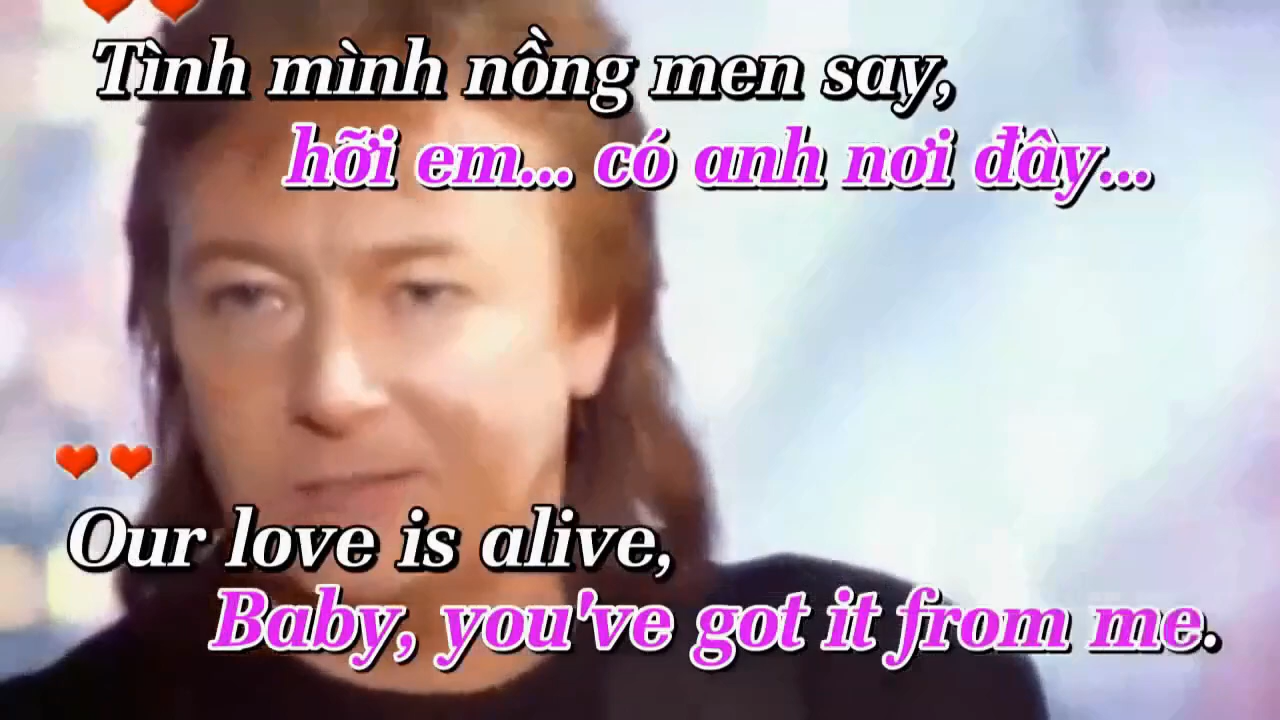 Tình mình nồng men say,
hỡi em... có anh nơi đây...
Our love is alive,
Baby, you've got it from me.